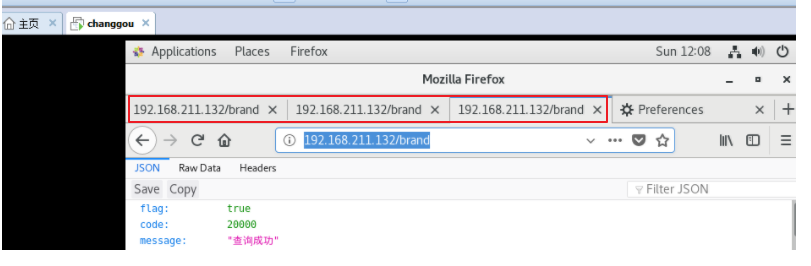 主页 changgou
Applications Places Firefox Sun 12:08
Mozilla Firefox
192.168.211.132/brand 192.168.211.132/brand 192.168.211.132/brand Preferences
192.168.211.132/brand
JSON Raw Data Headers
Save Copy Filter JSON
flag: true
code: 20000
message: "查询成功"